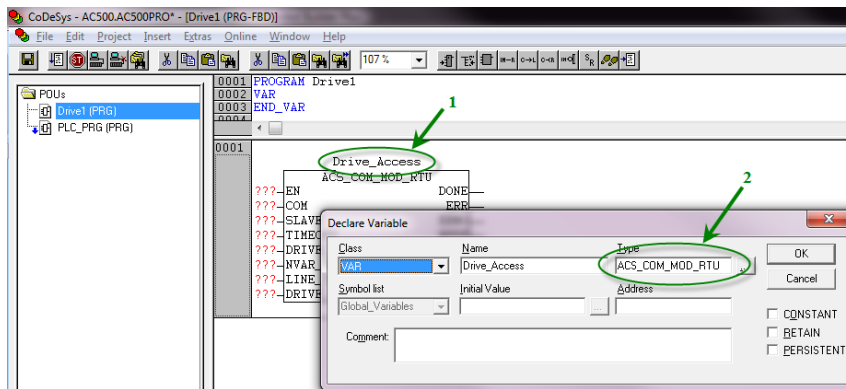 CoDeSys - AC500.AC500PRO* - [Drive1 (PRG-FBD)]
File Edit Project Insert Extras Online Window Help
107 %
POUs
Drive1 (PRG)
PLC_PRG (PRG)
0001 PROGRAM Drive1
0002 VAR
0003 END_VAR
0004
1
0001
Drive_Access
ACS_COM_MOD_RTU
???-EN DONE
???-COM ERR
???-SLAVE
???-TIMEO
???-DRIVE
???-NVAR_
???-LINE_
???-DRIVE
2
Declare Variable
Class Name Type
VAR Drive_Access ACS_COM_MOD_RTU ... OK
Symbol list Initial Value Address Cancel
Global_Variables ...
Comment: CONSTANT
RETAIN
PERSISTENT